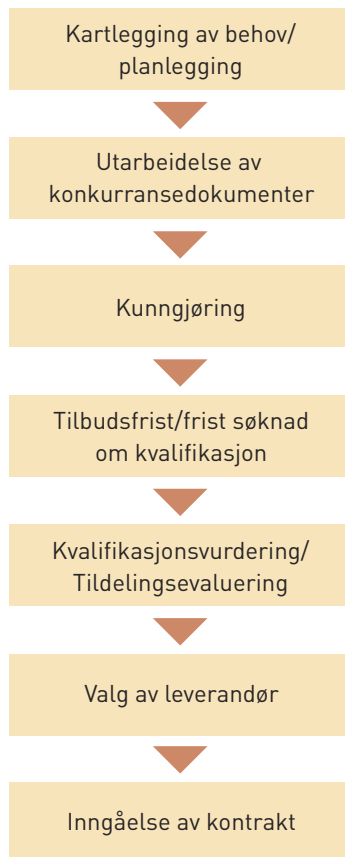 Kartlegging av behov/
planlegging
Utarbeidelse av
konkurransedokumenter
Kunngjøring
Tilbudsfrist/frist søknad
om kvalifikasjon
Kvalifikasjonsvurdering/
Tildelingsevaluering
Valg av leverandør
Inngåelse av kontrakt